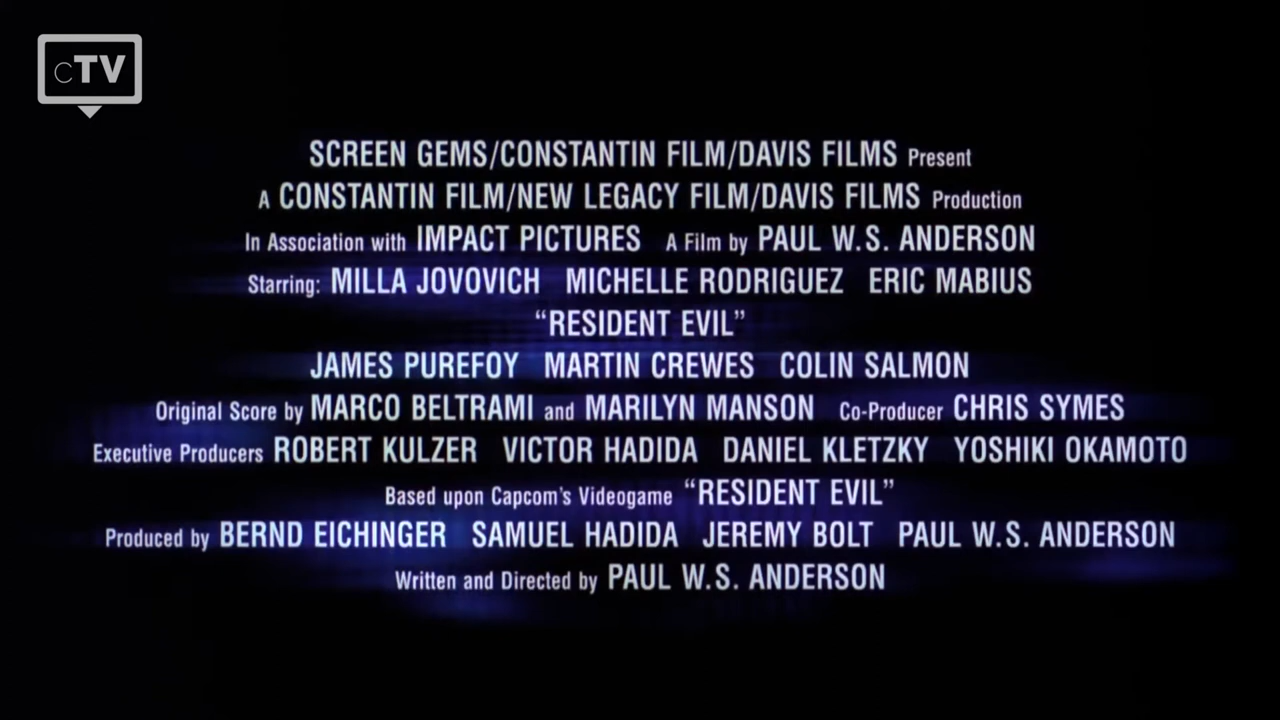 cTV
SCREEN GEMS/CONSTANTIN FILM/DAVIS FILMS Present
A CONSTANTIN FILM/NEW LEGACY FILM/DAVIS FILMS Production
In Association with IMPACT PICTURES A Film by PAUL W.S. ANDERSON
Starring: MILLA JOVOVICH MICHELLE RODRIGUEZ ERIC MABIUS
“RESIDENT EVIL”
JAMES PUREFOY MARTIN CREWES COLIN SALMON
Original Score by MARCO BELTRAMI and MARILYN MANSON Co-Producer CHRIS SYMES
Executive Producers ROBERT KULZER VICTOR HADIDA DANIEL KLETZKY YOSHIKI OKAMOTO
Based upon Capcom’s Videogame “RESIDENT EVIL”
Produced by BERND EICHINGER SAMUEL HADIDA JEREMY BOLT PAUL W.S. ANDERSON
Written and Directed by PAUL W.S. ANDERSON